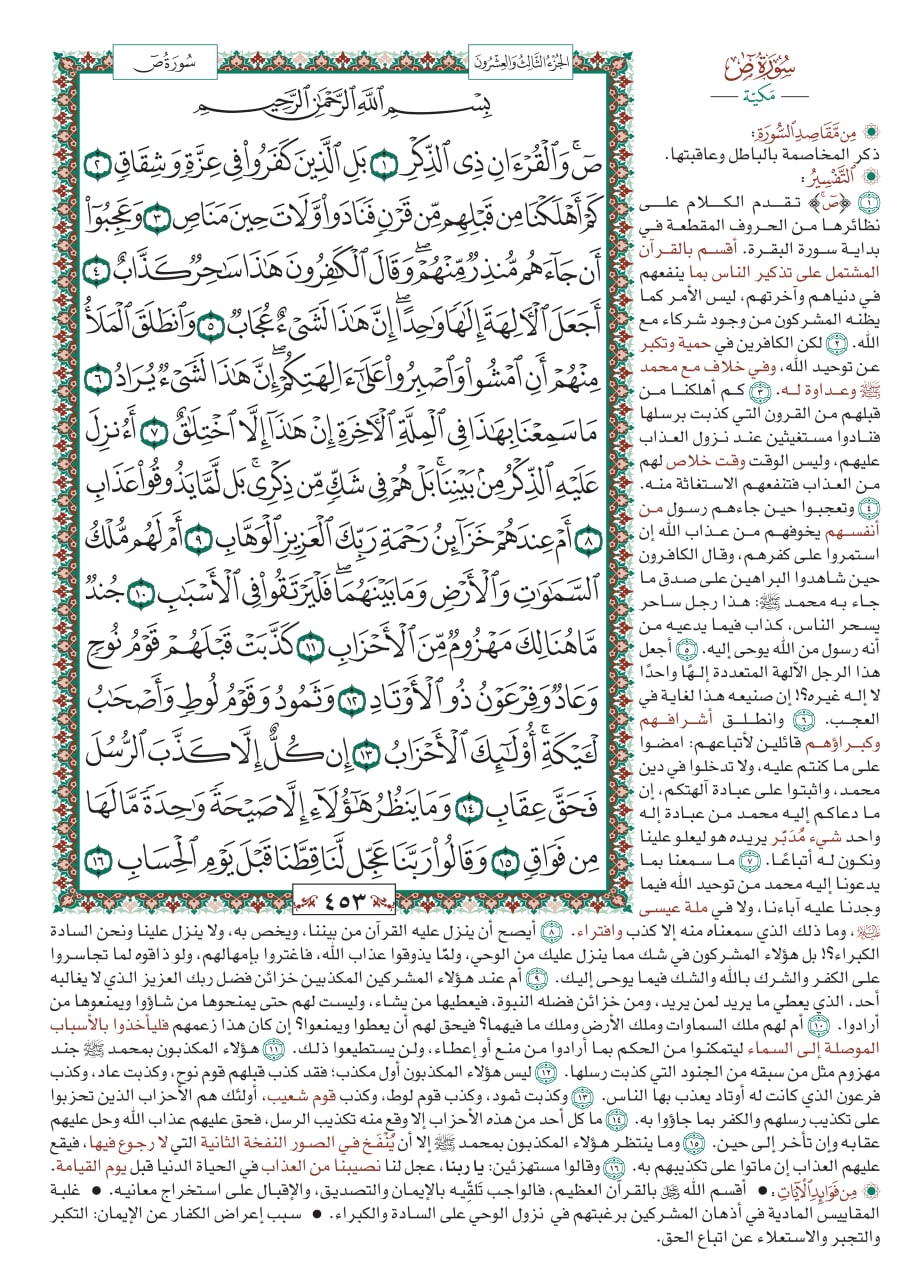 سُورَةُ صٓ
الجُزْءُ الثَّالِثُ وَالعِشْرُونَ
بِسْمِ ٱللَّهِ ٱلرَّحْمَٰنِ ٱلرَّحِيمِ
صٓۚ وَٱلْقُرْءَانِ ذِى ٱلذِّكْرِ ١ بَلِ ٱلَّذِينَ كَفَرُوا۟ فِى عِزَّةٍ وَشِقَاقٍ ٢
كَمْ أَهْلَكْنَا مِن قَبْلِهِم مِّن قَرْنٍ فَنَادَوا۟ وَّلَاتَ حِينَ مَنَاصٍ ٣ وَعَجِبُوٓا۟
أَن جَآءَهُم مُّنذِرٌ مِّنْهُمْۖ وَقَالَ ٱلْكَٰفِرُونَ هَٰذَا سَٰحِرٌ كَذَّابٌ ٤
أَجَعَلَ ٱلْءَالِهَةَ إِلَٰهًا وَٰحِدًاۖ إِنَّ هَٰذَا لَشَىْءٌ عُجَابٌ ٥ وَٱنطَلَقَ ٱلْمَلَأُ
مِنْهُمْ أَنِ ٱمْشُوا۟ وَٱصْبِرُوا۟ عَلَىٰٓ ءَالِهَتِكُمْۖ إِنَّ هَٰذَا لَشَىْءٌ يُرَادُ ٦
مَا سَمِعْنَا بِهَٰذَا فِى ٱلْمِلَّةِ ٱلْءَاخِرَةِ إِنْ هَٰذَآ إِلَّا ٱخْتِلَٰقٌ ٧ أَءُنزِلَ
عَلَيْهِ ٱلذِّكْرُ مِنۢ بَيْنِنَاۚ بَلْ هُمْ فِى شَكٍّ مِّن ذِكْرِىۚ بَل لَّمَّا يَذُوقُوا۟ عَذَابِ
٨ أَمْ عِندَهُمْ خَزَآئِنُ رَحْمَةِ رَبِّكَ ٱلْعَزِيزِ ٱلْوَهَّابِ ٩ أَمْ لَهُم مُّلْكُ
ٱلسَّمَٰوَٰتِ وَٱلْأَرْضِ وَمَا بَيْنَهُمَاۖ فَلْيَرْتَقُوا۟ فِى ٱلْأَسْبَٰبِ ١٠ جُندٌ
مَّا هُنَالِكَ مَهْزُومٌ مِّنَ ٱلْأَحْزَابِ ١١ كَذَّبَتْ قَبْلَهُمْ قَوْمُ نُوحٍ
وَعَادٌ وَفِرْعَوْنُ ذُو ٱلْأَوْتَادِ ١٢ وَثَمُودُ وَقَوْمُ لُوطٍ وَأَصْحَٰبُ
لْـَٔيْكَةِۚ أُو۟لَٰٓئِكَ ٱلْأَحْزَابُ ١٣ إِن كُلٌّ إِلَّا كَذَّبَ ٱلرُّسُلَ
فَحَقَّ عِقَابِ ١٤ وَمَا يَنظُرُ هَٰٓؤُلَآءِ إِلَّا صَيْحَةً وَٰحِدَةً مَّا لَهَا
مِن فَوَاقٍ ١٥ وَقَالُوا۟ رَبَّنَا عَجِّل لَّنَا قِطَّنَا قَبْلَ يَوْمِ ٱلْحِسَابِ ١٦
٤٥٣
سُورَةُ صٓ
مَكيّة
مِن مَّقَاصِدِ السُّورَةِ:
ذكر المخاصمة بالباطل وعاقبتها.
التَّفْسِيرُ:
١ ﴿صٓ﴾ تـقـدم الـكـلام عـلـى
نظائرها من الحروف المقطعة في
بداية سورة البقرة. أقسم بالقرآن
المشتمل على تذكير الناس بما ينفعهم
في دنياهم وآخرتهم، ليس الأمر كما
يظنه المشركون من وجود شركاء مع
الله. ٢ لكن الكافرين في حمية وتكبر
عن توحيد الله، وفي خلاف مع محمد
ﷺ وعداوة له. ٣ كم أهلكنا من
قبلهم من القرون التي كذبت برسلها
فنادوا مستغيثين عند نزول العذاب
عليهم، وليس الوقت وقت خلاص لهم
من العذاب فتنفعهم الاستغاثة منه.
٤ وتعجبوا حين جاءهم رسول من
أنفسهم يخوفهم من عذاب الله إن
استمروا على كفرهم، وقال الكافرون
حين شاهدوا البراهين على صدق ما
جاء به محمد ﷺ: هذا رجل ساحر
يسحر الناس، كذاب فيما يدعيه من
أنه رسول من الله يوحى إليه. ٥ أجعل
هذا الرجل الآلهة المتعددة إلـٰهًا واحدًا
لا إله غيره؟! إن صنيعه هذا لغاية في
العجب. ٦ وانطلق أشرافهم
وكبراؤهم قائلين لأتباعهم: امضوا
على ما كنتم عليه، ولا تدخلوا في دين
محمد، واثبتوا على عبادة آلهتكم، إن
ما دعاكم إليه محمد من عبادة إله
واحد شيء مُدَبّر يريده هو ليعلو علينا
ونكون له أتباعًا. ٧ ما سمعنا بما
يدعونا إليه محمد من توحيد الله فيما
وجدنا عليه آباءنا، ولا في ملة عيسى
، وما ذلك الذي سمعناه منه إلا كذب وافتراء. ٨ أيصح أن ينزل عليه القرآن من بيننا، ويخص به، ولا ينزل علينا ونحن السادة
الكبراء؟! بل هؤلاء المشركون في شك مما ينزل عليك من الوحي، ولمّا يذوقوا عذاب الله، فاغتروا بإمهالهم، ولو ذاقوه لما تجاسروا
على الكفر والشرك بالله والشك فيما يوحى إليك. ٩ أم عند هؤلاء المشركين المكذبين خزائن فضل ربك العزيز الذي لا يغالبه
أحد، الذي يعطي ما يريد لمن يريد، ومن خزائن فضله النبوة، فيعطيها من يشاء، وليست لهم حتى يمنحوها من شاؤوا ويمنعوها من
أرادوا. ١٠ أم لهم ملك السماوات وملك الأرض وملك ما فيهما؟ فيحق لهم أن يعطوا ويمنعوا؟ إن كان هذا زعمهم فليأخذوا بالأسباب
الموصلة إلى السماء ليتمكنوا من الحكم بما أرادوا من منع أو إعطاء، ولن يستطيعوا ذلك. ١١ هؤلاء المكذبون بمحمد ﷺ جند
مهزوم مثل من سبقه من الجنود التي كذبت رسلها. ١٢ ليس هؤلاء المكذبون أول مكذب؛ فقد كذب قبلهم قوم نوح، وكذبت عاد، وكذب
فرعون الذي كانت له أوتاد يعذب بها الناس. ١٣ وكذبت ثمود، وكذب قوم لوط، وكذب قوم شعيب، أولئك هم الأحزاب الذين تحزبوا
على تكذيب رسلهم والكفر بما جاؤوا به. ١٤ ما كل أحد من هذه الأحزاب إلا وقع منه تكذيب الرسل، فحق عليهم عذاب الله وحل عليهم
عقابه وإن تأخر إلى حين. ١٥ وما ينتظر هؤلاء المكذبون بمحمد ﷺ إلا أن يُنْفَخ في الصور النفخة الثانية التي لا رجوع فيها، فيقع
عليهم العذاب إن ماتوا على تكذيبهم به. ١٦ وقالوا مستهزئين: يا ربنا، عجل لنا نصيبنا من العذاب في الحياة الدنيا قبل يوم القيامة.
مِن فَوَائِدِ الآيَاتِ: • أقسم الله ﷻ بالقرآن العظيم، فالواجب تَلقّيه بالإيمان والتصديق، والإقبال على استخراج معانيه. • غلبة
المقاييس المادية في أذهان المشركين برغبتهم في نزول الوحي على السادة والكبراء. • سبب إعراض الكفار عن الإيمان: التكبر
والتجبر والاستعلاء عن اتباع الحق.